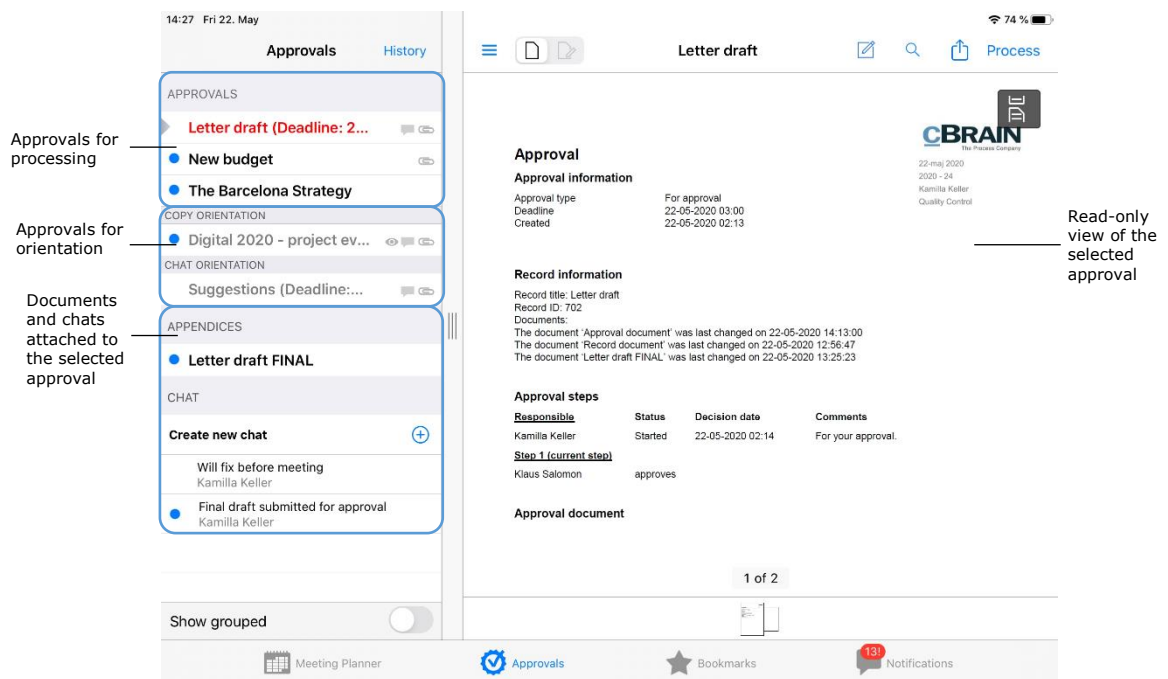 14:27 Fri 22. May
74 %
Approvals
History
Letter draft
Process
APPROVALS
Letter draft (Deadline: 2...
New budget
The Barcelona Strategy
COPY ORIENTATION
Digital 2020 - project ev...
CHAT ORIENTATION
Suggestions (Deadline:...
APPENDICES
Letter draft FINAL
CHAT
Create new chat
Will fix before meeting
Kamilla Keller
Final draft submitted for approval
Kamilla Keller
Show grouped
Approvals for
processing
Approvals for
orientation
Documents
and chats
attached to
the selected
approval
cBRAIN
The Process Company
22-maj 2020
2020 - 24
Kamilla Keller
Quality Control
Approval
Approval information
Approval type For approval
Deadline 22-05-2020 03:00
Created 22-05-2020 02:13
Record information
Record title: Letter draft
Record ID: 702
Documents:
The document 'Approval document' was last changed on 22-05-2020 14:13:00
The document 'Record document' was last changed on 22-05-2020 12:56:47
The document 'Letter draft FINAL' was last changed on 22-05-2020 13:25:23
Approval steps
Responsible Status Decision date Comments
Kamilla Keller Started 22-05-2020 02:14 For your approval.
Step 1 (current step)
Klaus Salomon approves
Approval document
1 of 2
Read-only
view of the
selected
approval
Meeting Planner
Approvals
Bookmarks
13!
Notifications